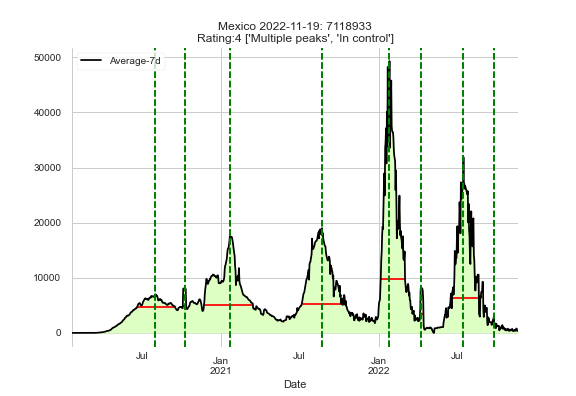 Mexico 2022-11-19: 7118933
Rating:4 ['Multiple peaks', 'In control']
Average-7d
50000
40000
30000
20000
10000
0
Jul
Jan
2021
Jul
Jan
2022
Jul
Date